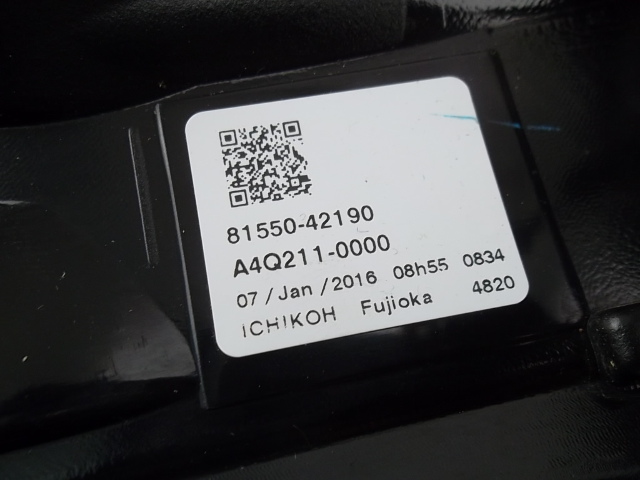 81550-42190
A4Q211-0000
07/Jan/2016 08h55 0834
ICHIKOH Fujioka 4820